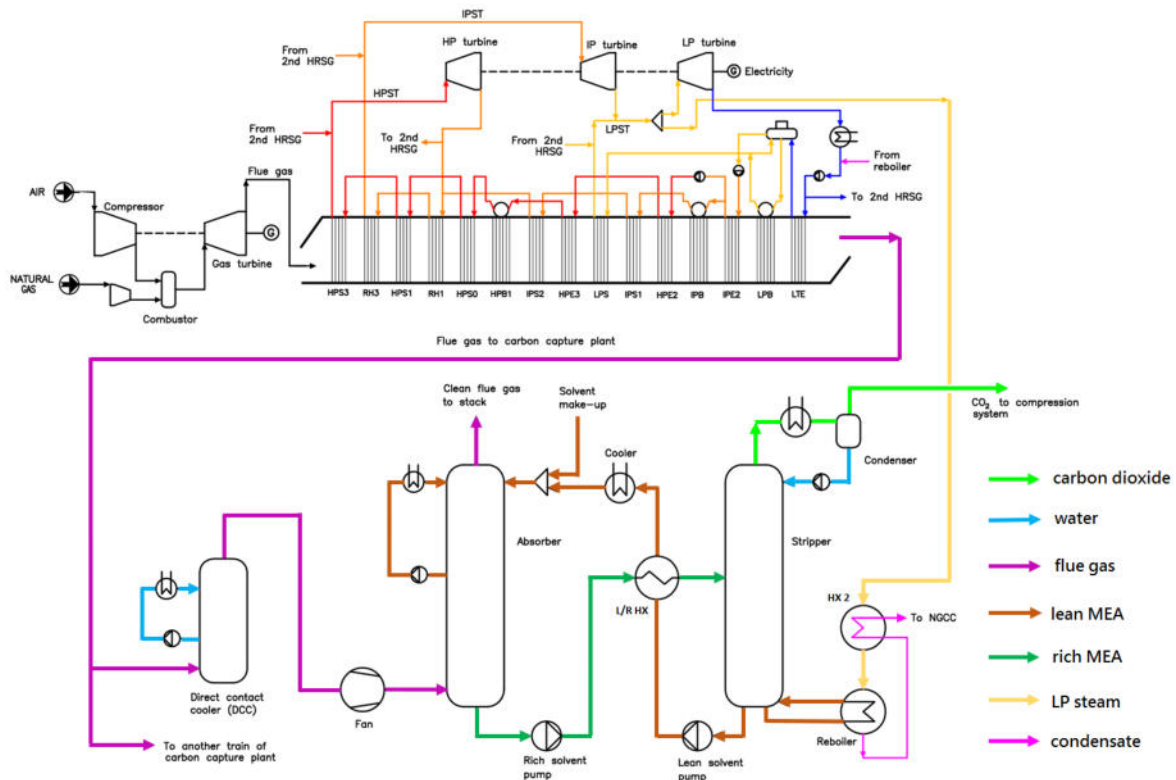 IPST
HP turbine
IP turbine
LP turbine
From
2nd HRSG
G
Electricity
HPST
From
2nd HRSG
To 2nd
HRSG
From
2nd HRSG
LPST
From
reboiler
To 2nd HRSG
Flue gas
AIR
Compressor
G
Gas turbine
NATURAL
GAS
Combustor
HPS3 RH3 HPS1 RH1 HPS0 HPB1 IPS2 HPE3 LPS IPS1 HPE2 IPB IPE2 LPB LTE
Flue gas to carbon capture plant
Clean flue gas
to stack
Solvent
make-up
Cooler
CO₂ to compression
system
Condenser
Absorber
Stripper
L/R HX
HX 2
To NGCC
Direct contact
cooler (DCC)
Fan
Rich solvent
pump
Lean solvent
pump
Reboiler
To another train of
carbon capture plant
carbon dioxide
water
flue gas
lean MEA
rich MEA
LP steam
condensate